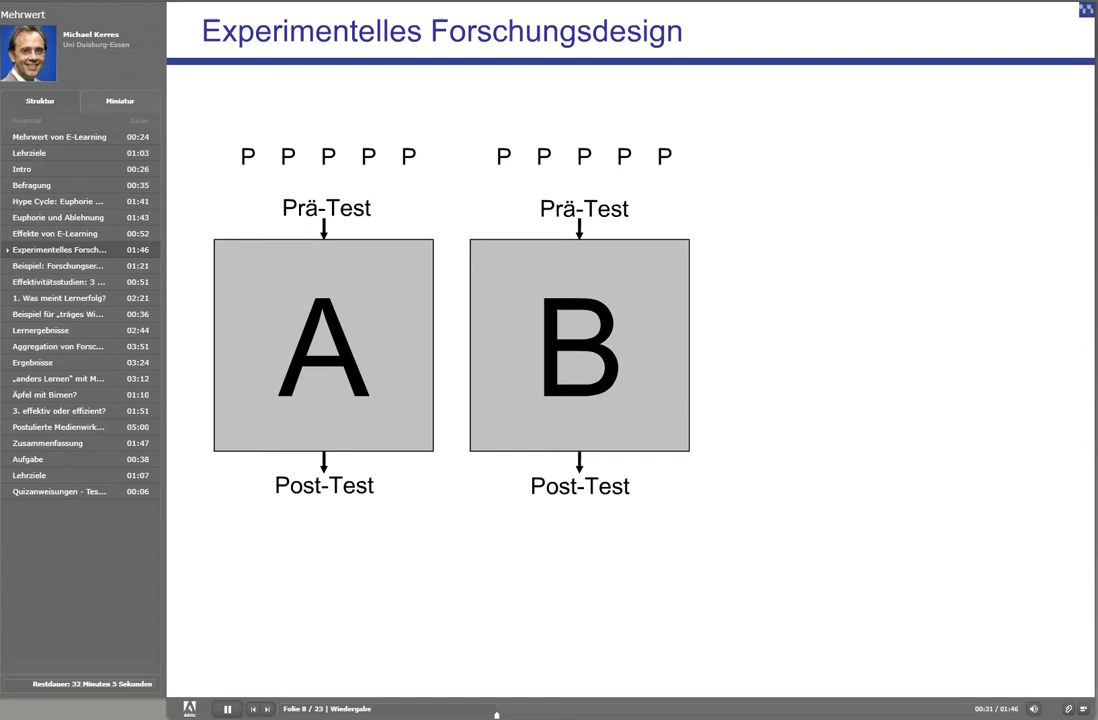 Mehrwert
Michael Kerres
Uni Duisburg-Essen
Struktur Miniatur
Folientitel Dauer
Mehrwert von E-Learning 00:24
Lehrziele 01:03
Intro 00:26
Befragung 00:35
Hype Cycle: Euphorie ... 01:41
Euphorie und Ablehnung 01:43
Effekte von E-Learning 00:52
Experimentelles Forsch... 01:46
Beispiel: Forschungser... 01:21
Effektivitätsstudien: 3 ... 00:51
1. Was meint Lernerfolg? 02:21
Beispiel für „träges Wi... 00:36
Lernergebnisse 02:44
Aggregation von Forsc... 03:51
Ergebnisse 03:24
„anders Lernen“ mit M... 03:12
Äpfel mit Birnen? 01:10
3. effektiv oder effizient? 01:51
Postulierte Medienwirk... 05:00
Zusammenfassung 01:47
Aufgabe 00:38
Lehrziele 01:07
Quizanweisungen - Tes... 00:06
Restdauer: 32 Minuten 5 Sekunden
Experimentelles Forschungsdesign
P P P P P P P P P P
Prä-Test Prä-Test
A B
Post-Test Post-Test
Adobe
Folie 8 / 23 | Wiedergabe
00:31 / 01:46